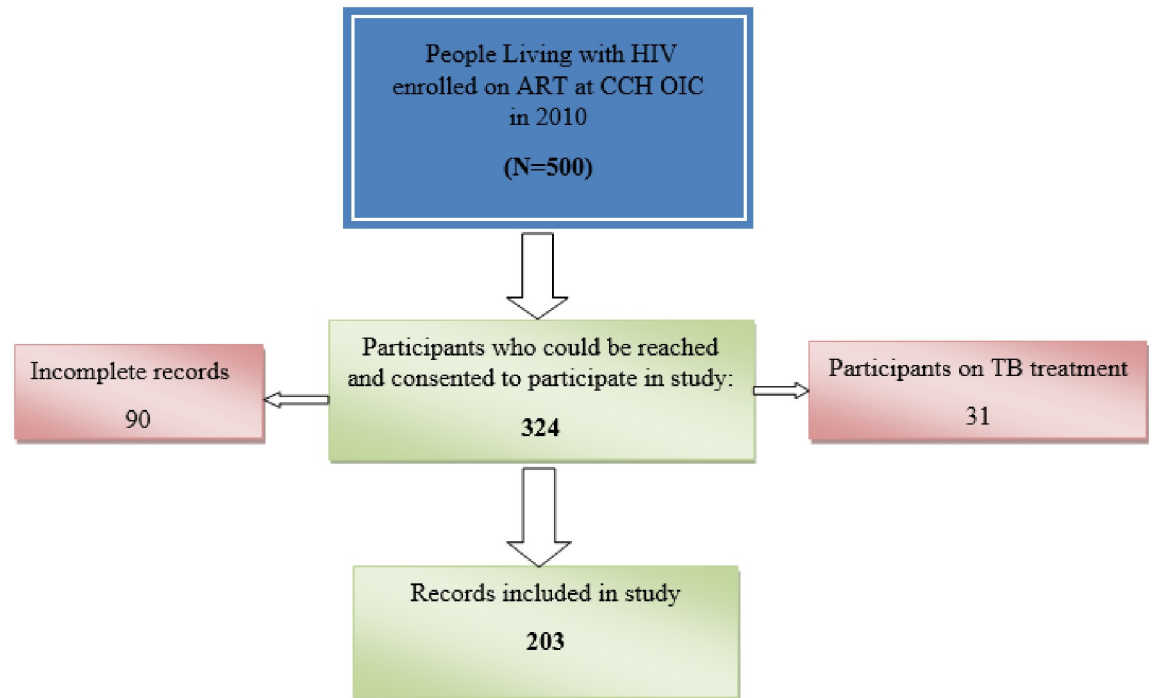 People Living with HIV
enrolled on ART at CCH OIC
in 2010
(N=500)
Participants who could be reached
and consented to participate in study:
324
Incomplete records
90
Participants on TB treatment
31
Records included in study
203